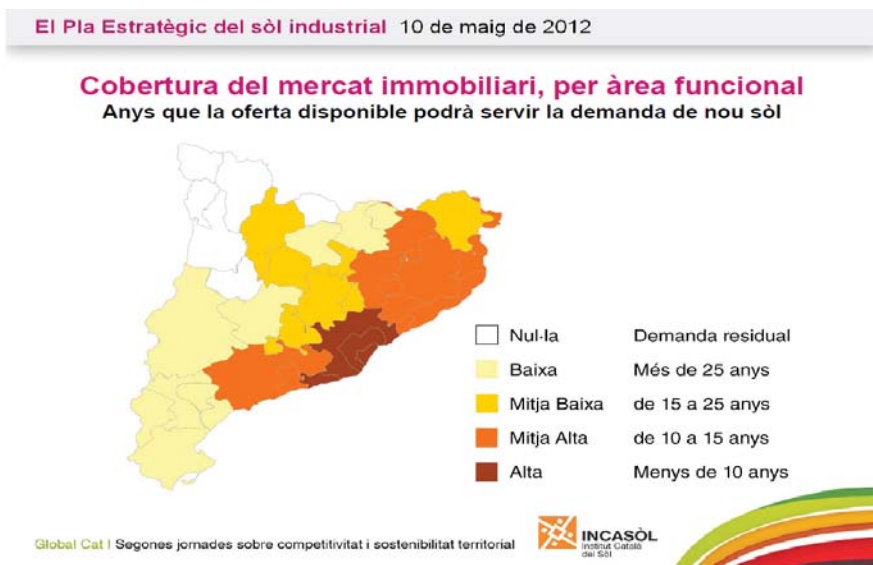 El Pla Estratègic del sòl industrial 10 de maig de 2012
Cobertura del mercat immobiliari, per àrea funcional
Anys que la oferta disponible podrà servir la demanda de nou sòl
Nul·la Demanda residual
Baixa Més de 25 anys
Mitja Baixa de 15 a 25 anys
Mitja Alta de 10 a 15 anys
Alta Menys de 10 anys
Global Cat I Segones jornades sobre competitivitat i sostenibilitat territorial
INCASÒL
Institut Català
del Sòl